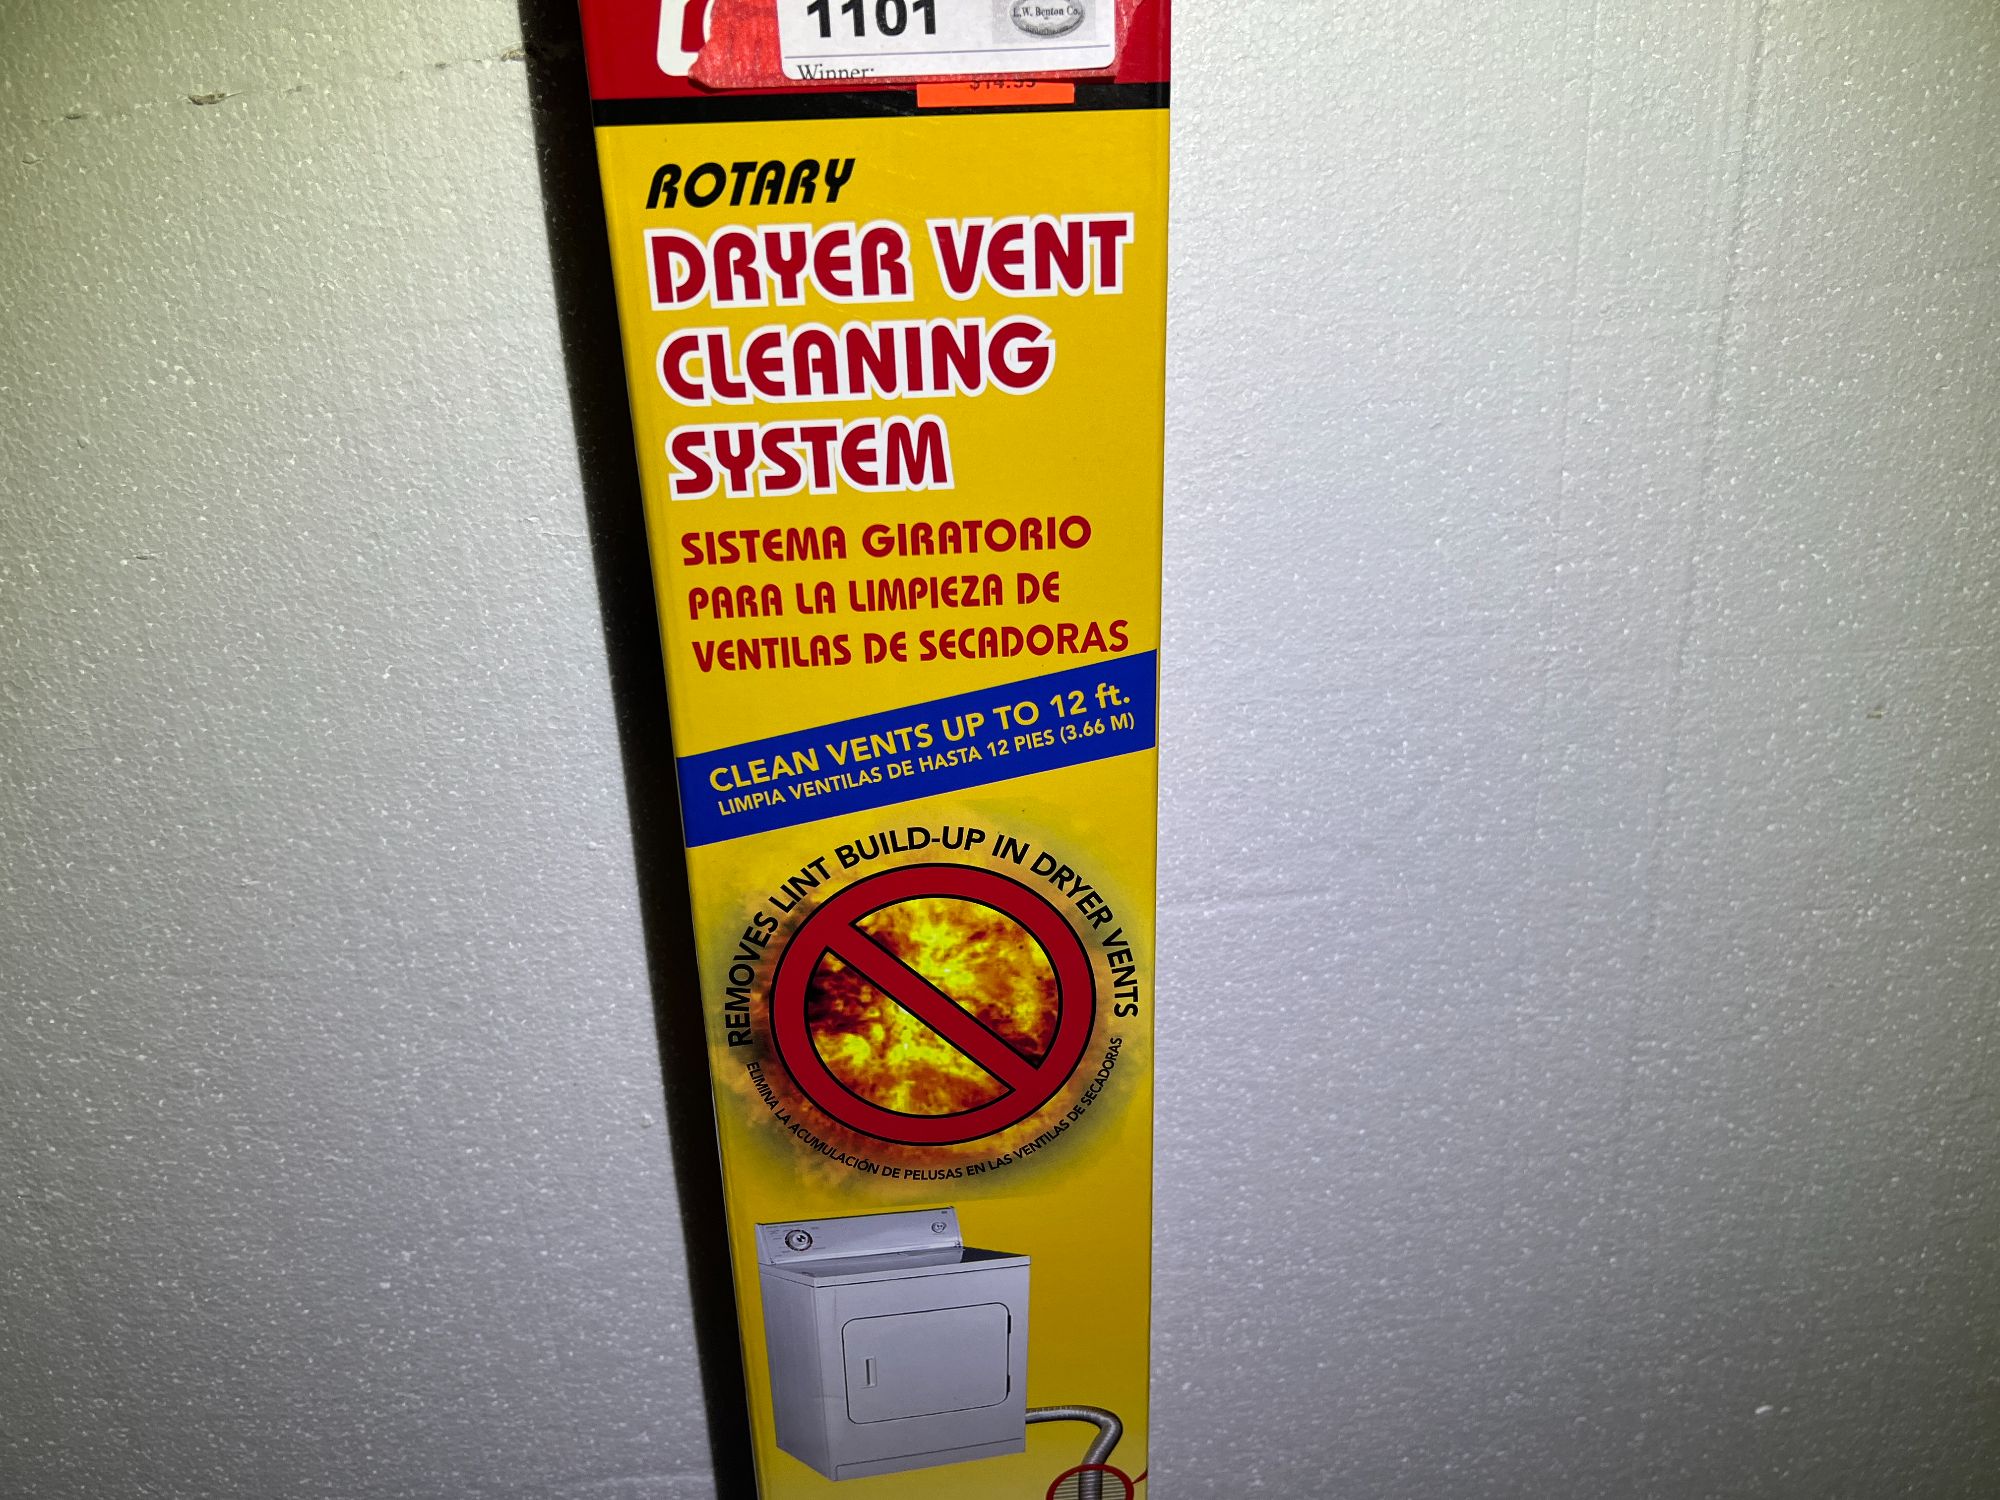 1101
L.W. Benton Co.
Winner:
ROTARY
DRYER VENT
CLEANING
SYSTEM
SISTEMA GIRATORIO
PARA LA LIMPIEZA DE
VENTILAS DE SECADORAS
CLEAN VENTS UP TO 12 ft.
LIMPIA VENTILAS DE HASTA 12 PIES (3.66 M)
REMOVES LINT BUILD-UP IN DRYER VENTS
ELIMINA LA ACUMULACIÓN DE PELUSAS EN LAS VENTILAS DE SECADORAS